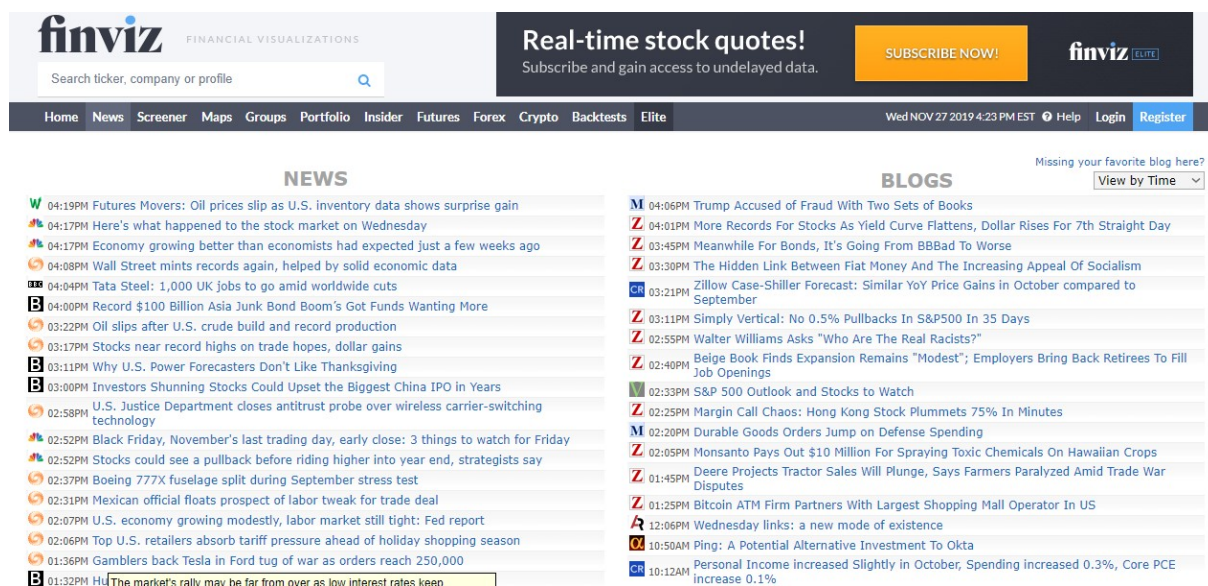 finviz FINANCIAL VISUALIZATIONS
Search ticker, company or profile
Real-time stock quotes!
Subscribe and gain access to undelayed data.
SUBSCRIBE NOW!
finviz ELITE
Home News Screener Maps Groups Portfolio Insider Futures Forex Crypto Backtests Elite
Wed NOV 27 2019 4:23 PM EST ? Help Login Register
Missing your favorite blog here?
View by Time
NEWS
W 04:19PM Futures Movers: Oil prices slip as U.S. inventory data shows surprise gain
04:17PM Here's what happened to the stock market on Wednesday
04:17PM Economy growing better than economists had expected just a few weeks ago
04:08PM Wall Street mints records again, helped by solid economic data
BBC 04:04PM Tata Steel: 1,000 UK jobs to go amid worldwide cuts
B 04:00PM Record $100 Billion Asia Junk Bond Boom's Got Funds Wanting More
03:22PM Oil slips after U.S. crude build and record production
03:17PM Stocks near record highs on trade hopes, dollar gains
B 03:11PM Why U.S. Power Forecasters Don't Like Thanksgiving
B 03:00PM Investors Shunning Stocks Could Upset the Biggest China IPO in Years
02:58PM U.S. Justice Department closes antitrust probe over wireless carrier-switching
technology
02:52PM Black Friday, November's last trading day, early close: 3 things to watch for Friday
02:52PM Stocks could see a pullback before riding higher into year end, strategists say
02:37PM Boeing 777X fuselage split during September stress test
02:31PM Mexican official floats prospect of labor tweak for trade deal
02:07PM U.S. economy growing modestly, labor market still tight: Fed report
02:06PM Top U.S. retailers absorb tariff pressure ahead of holiday shopping season
01:36PM Gamblers back Tesla in Ford tug of war as orders reach 250,000
B 01:32PM Hu
The market's rally may be far from over as low interest rates keep
BLOGS
M 04:06PM Trump Accused of Fraud With Two Sets of Books
Z 04:01PM More Records For Stocks As Yield Curve Flattens, Dollar Rises For 7th Straight Day
Z 03:45PM Meanwhile For Bonds, It's Going From BBBad To Worse
Z 03:30PM The Hidden Link Between Fiat Money And The Increasing Appeal Of Socialism
CR 03:21PM Zillow Case-Shiller Forecast: Similar YoY Price Gains in October compared to
September
Z 03:11PM Simply Vertical: No 0.5% Pullbacks In S&P500 In 35 Days
Z 02:55PM Walter Williams Asks "Who Are The Real Racists?"
Z 02:40PM Beige Book Finds Expansion Remains "Modest"; Employers Bring Back Retirees To Fill
Job Openings
V 02:33PM S&P 500 Outlook and Stocks to Watch
Z 02:25PM Margin Call Chaos: Hong Kong Stock Plummets 75% In Minutes
M 02:20PM Durable Goods Orders Jump on Defense Spending
Z 02:05PM Monsanto Pays Out $10 Million For Spraying Toxic Chemicals On Hawaiian Crops
Z 01:45PM Deere Projects Tractor Sales Will Plunge, Says Farmers Paralyzed Amid Trade War
Disputes
Z 01:25PM Bitcoin ATM Firm Partners With Largest Shopping Mall Operator In US
12:06PM Wednesday links: a new mode of existence
α 10:50AM Ping: A Potential Alternative Investment To Okta
CR 10:12AM Personal Income increased Slightly in October, Spending increased 0.3%, Core PCE
increase 0.1%